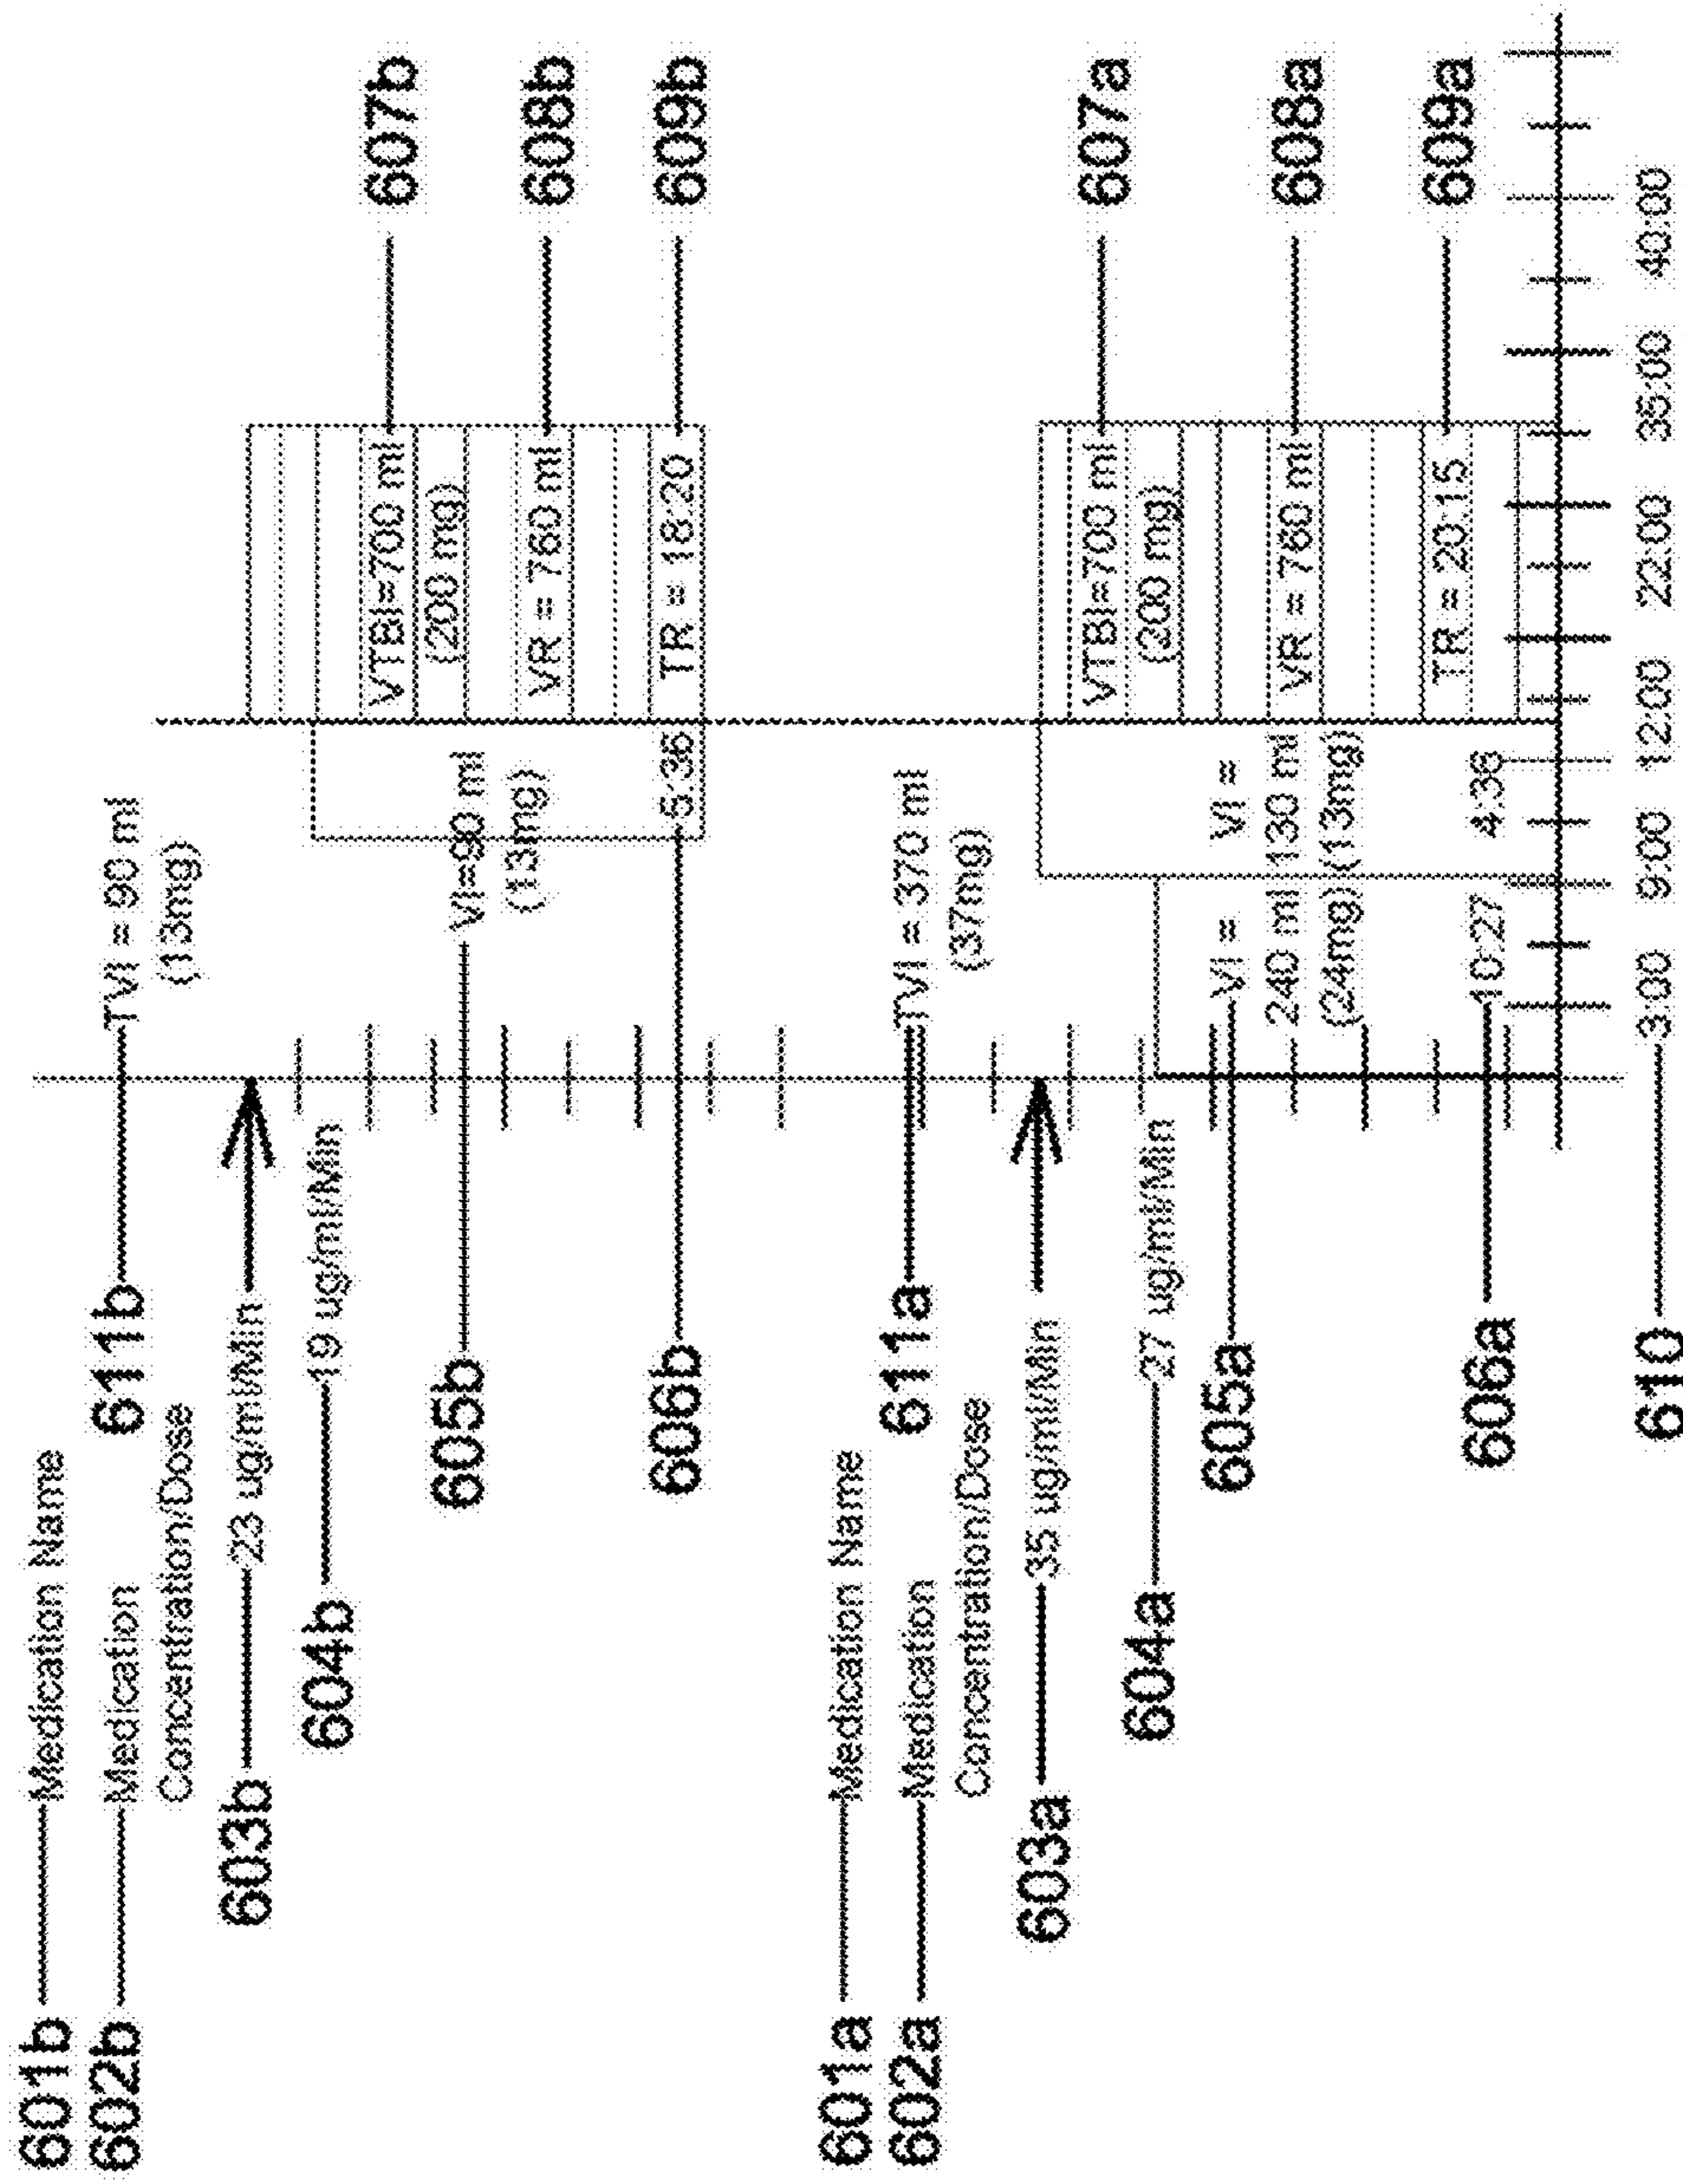 601b Medication Name
602b Medication Concentration/Dose
611b TVI = 90 ml
(13mg)
603b 23 ug/ml/Min
604b 19 ug/ml/Min
VTBI=700 ml 607b
(200 mg)
605b VI=90 ml
(13mg)
VR = 760 ml 608b
606b 5:36 TR = 18:20 609b
601a Medication Name
602a Medication Concentration/Dose
611a TVI = 370 ml
(37mg)
603a 35 ug/ml/Min
604a 27 ug/ml/Min
VTBI=700 ml 607a
(200 mg)
605a VI = VI =
240 ml 130 ml
(24mg) (13mg)
VR = 760 ml 608a
606a 10:27 4:38 TR = 20:15 609a
610 3:00 9:00 12:00 22:00 35:00 40:00